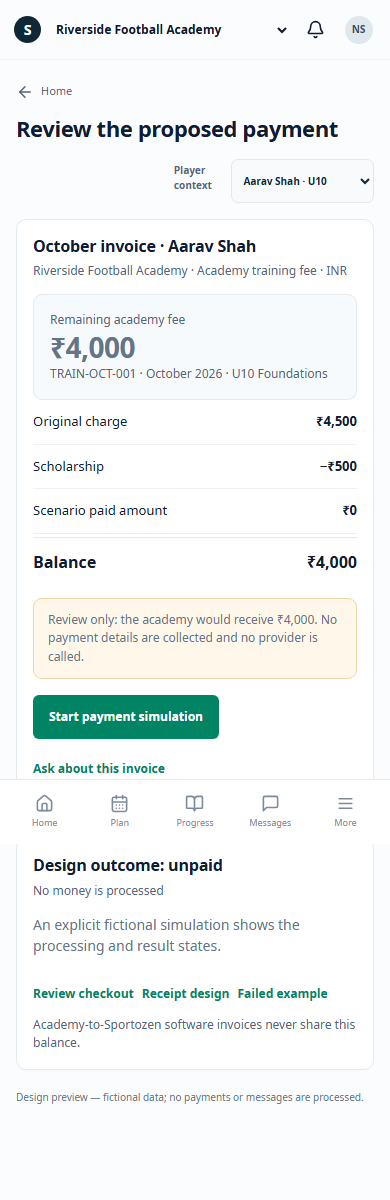 S Riverside Football Academy NS
Home
Review the proposed payment
Player
context
Aarav Shah · U10
October invoice · Aarav Shah
Riverside Football Academy · Academy training fee · INR
Remaining academy fee
₹4,000
TRAIN-OCT-001 · October 2026 · U10 Foundations
Original charge ₹4,500
Scholarship −₹500
Scenario paid amount ₹0
Balance ₹4,000
Review only: the academy would receive ₹4,000. No
payment details are collected and no provider is
called.
Start payment simulation
Ask about this invoice
Home Plan Progress Messages More
Design outcome: unpaid
No money is processed
An explicit fictional simulation shows the
processing and result states.
Review checkout Receipt design Failed example
Academy-to-Sportozen software invoices never share this
balance.
Design preview — fictional data; no payments or messages are processed.